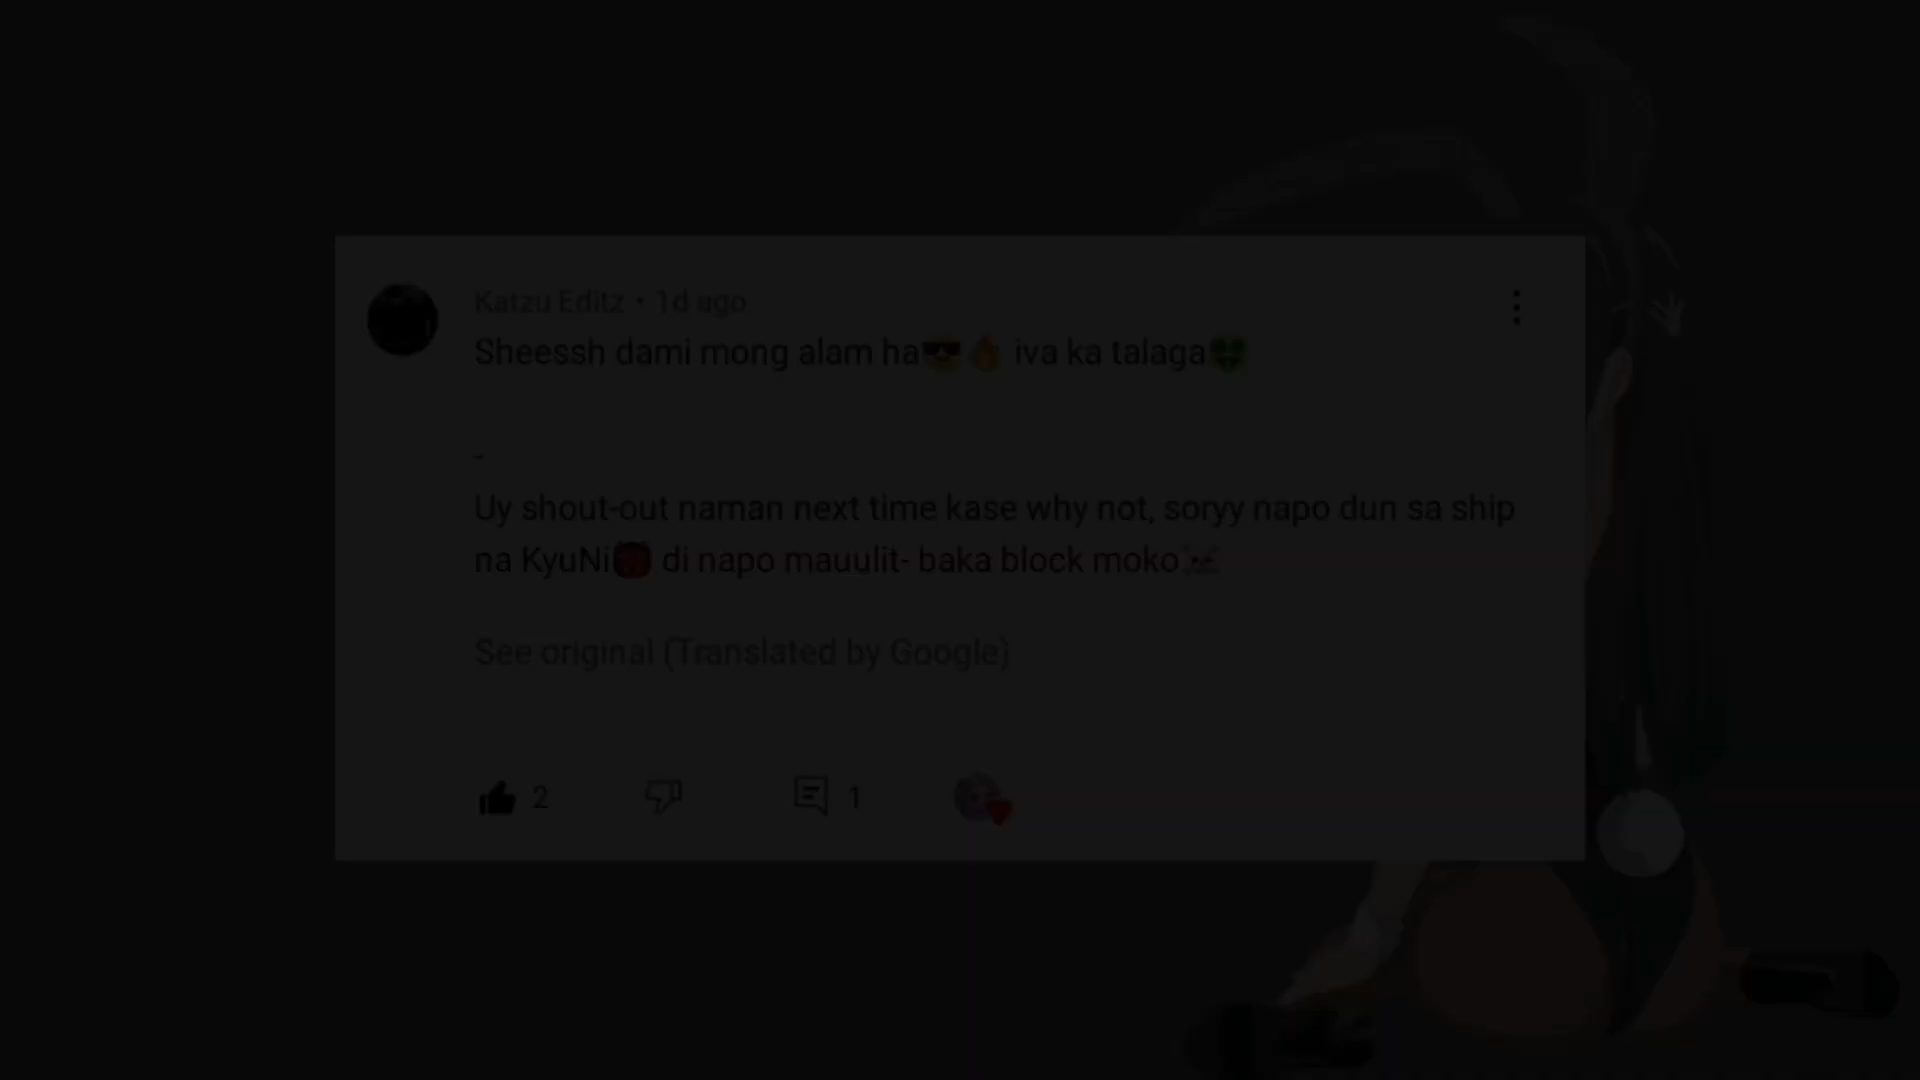 Katzu Editz · 1d ago
Sheessh dami mong alam ha😎🔥 iva ka talaga🤑
-
Uy shout-out naman next time kase why not, soryy napo dun sa ship
na KyuNi👹 di napo mauulit- baka block moko☠️
See original (Translated by Google)
2
1